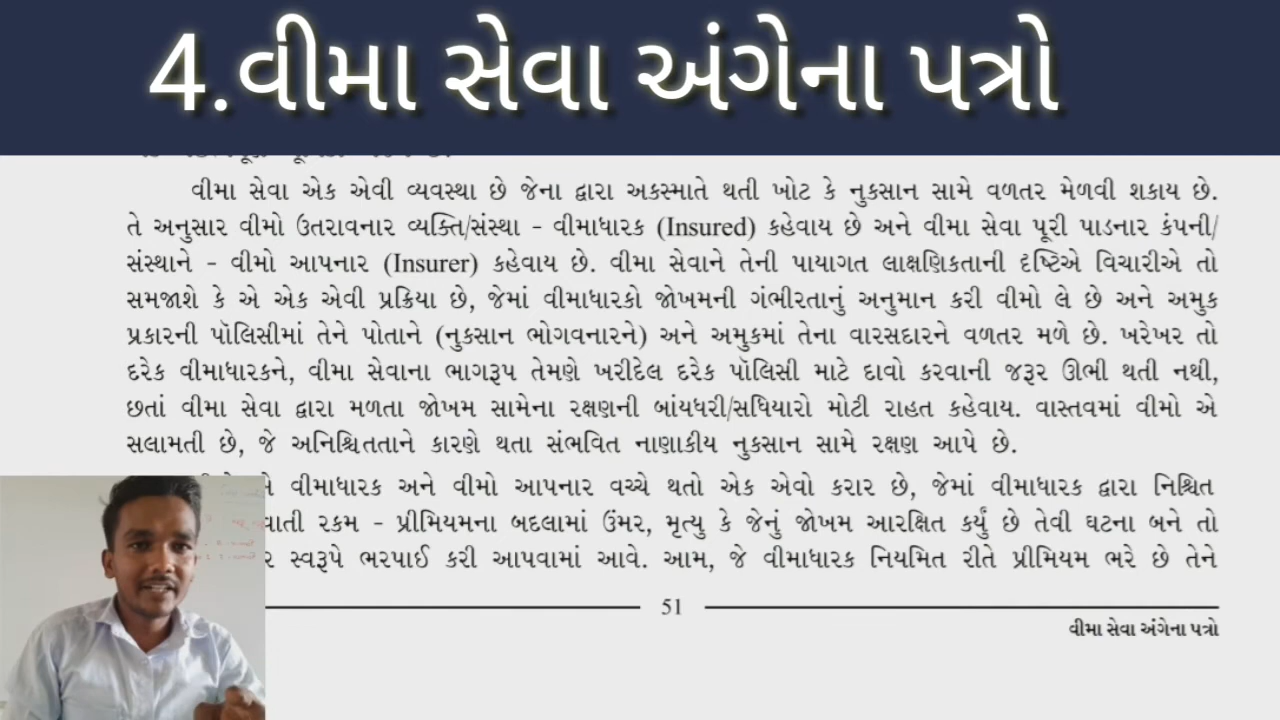 4.વીમા સેવા અંગેના પત્રો
વીમા સેવા એક એવી વ્યવસ્થા છે જેના દ્વારા અકસ્માતે થતી ખોટ કે નુકસાન સામે વળતર મેળવી શકાય છે.
તે અનુસાર વીમો ઉતરાવનાર વ્યક્તિ/સંસ્થા - વીમાધારક (Insured) કહેવાય છે અને વીમા સેવા પૂરી પાડનાર કંપની/
સંસ્થાને - વીમો આપનાર (Insurer) કહેવાય છે. વીમા સેવાને તેની પાયાગત લાક્ષણિકતાની દૃષ્ટિએ વિચારીએ તો
સમજાશે કે એ એક એવી પ્રક્રિયા છે, જેમાં વીમાધારકો જોખમની ગંભીરતાનું અનુમાન કરી વીમો લે છે અને અમુક
પ્રકારની પૉલિસીમાં તેને પોતાને (નુકસાન ભોગવનારને) અને અમુકમાં તેના વારસદારને વળતર મળે છે. ખરેખર તો
દરેક વીમાધારકને, વીમા સેવાના ભાગરૂપ તેમણે ખરીદેલ દરેક પૉલિસી માટે દાવો કરવાની જરૂર ઊભી થતી નથી,
છતાં વીમા સેવા દ્વારા મળતા જોખમ સામેના રક્ષણની બાંયધરી/સધિયારો મોટી રાહત કહેવાય. વાસ્તવમાં વીમો એ
સલામતી છે, જે અનિશ્ચિતતાને કારણે થતા સંભવિત નાણાકીય નુકસાન સામે રક્ષણ આપે છે.
વીમાધારક અને વીમો આપનાર વચ્ચે થતો એક એવો કરાર છે, જેમાં વીમાધારક દ્વારા નિશ્ચિત
રકમ - પ્રીમિયમના બદલામાં ઉંમર, મૃત્યુ કે જેનું જોખમ આરક્ષિત કર્યું છે તેવી ઘટના બને તો
સ્વરૂપે ભરપાઈ કરી આપવામાં આવે. આમ, જે વીમાધારક નિયમિત રીતે પ્રીમિયમ ભરે છે તેને
51
વીમા સેવા અંગેના પત્રો